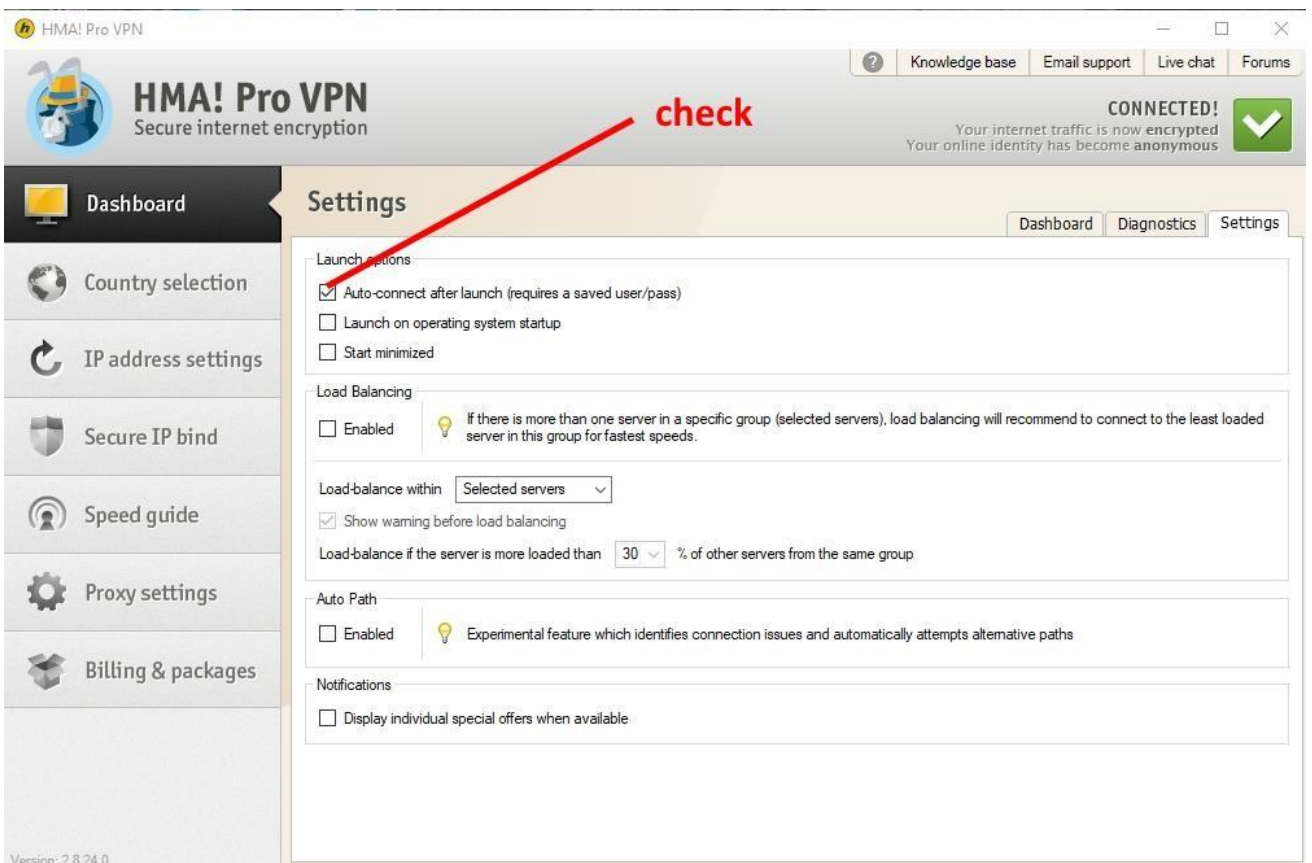 HMA! Pro VPN
Knowledge base Email support Live chat Forums
HMA! Pro VPN
Secure internet encryption
check
CONNECTED!
Your internet traffic is now encrypted
Your online identity has become anonymous
Dashboard
Country selection
IP address settings
Secure IP bind
Speed guide
Proxy settings
Billing & packages
Version: 2.8.24.0
Settings
Dashboard Diagnostics Settings
Launch options
Auto-connect after launch (requires a saved user/pass)
Launch on operating system startup
Start minimized
Load Balancing
Enabled
If there is more than one server in a specific group (selected servers), load balancing will recommend to connect to the least loaded
server in this group for fastest speeds.
Load-balance within Selected servers
Show warning before load balancing
Load-balance if the server is more loaded than 30 % of other servers from the same group
Auto Path
Enabled
Experimental feature which identifies connection issues and automatically attempts alternative paths
Notifications
Display individual special offers when available